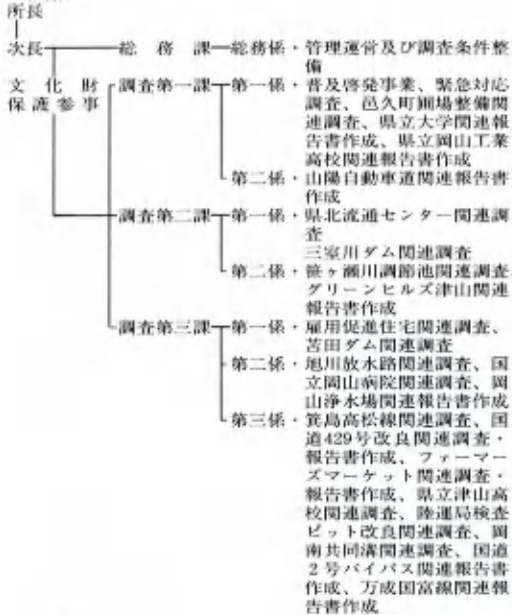 所長
次長 総務課 総務係・管理運営及び調査条件整
備
文化財 調査第一課 第一係・普及啓発事業、緊急対応
保護参事 調査、邑久町圃場整備関
連調査、県立大学関連報
告書作成、県立岡山工業
高校関連報告書作成
第二係・山陽自動車道関連報告書
作成
調査第二課 第一係・県北流通センター関連調
査
三室川ダム関連調査
第二係・笹ヶ瀬川調節池関連調査
グリーンヒルズ津山関連
報告書作成
調査第三課 第一係・雇用促進住宅関連調査、
苫田ダム関連調査
第二係・旭川放水路関連調査、国
立岡山病院関連調査、岡
山浄水場関連報告書作成
第三係・箕島高松線関連調査、国
道429号改良関連調査・
報告書作成、ファーマー
ズマーケット関連調査・
報告書作成、県立津山高
校関連調査、陸運局検査
ピット改良関連調査、岡
南共同溝関連調査、国道
2号バイパス関連報告書
作成、万成国富線関連報
告書作成